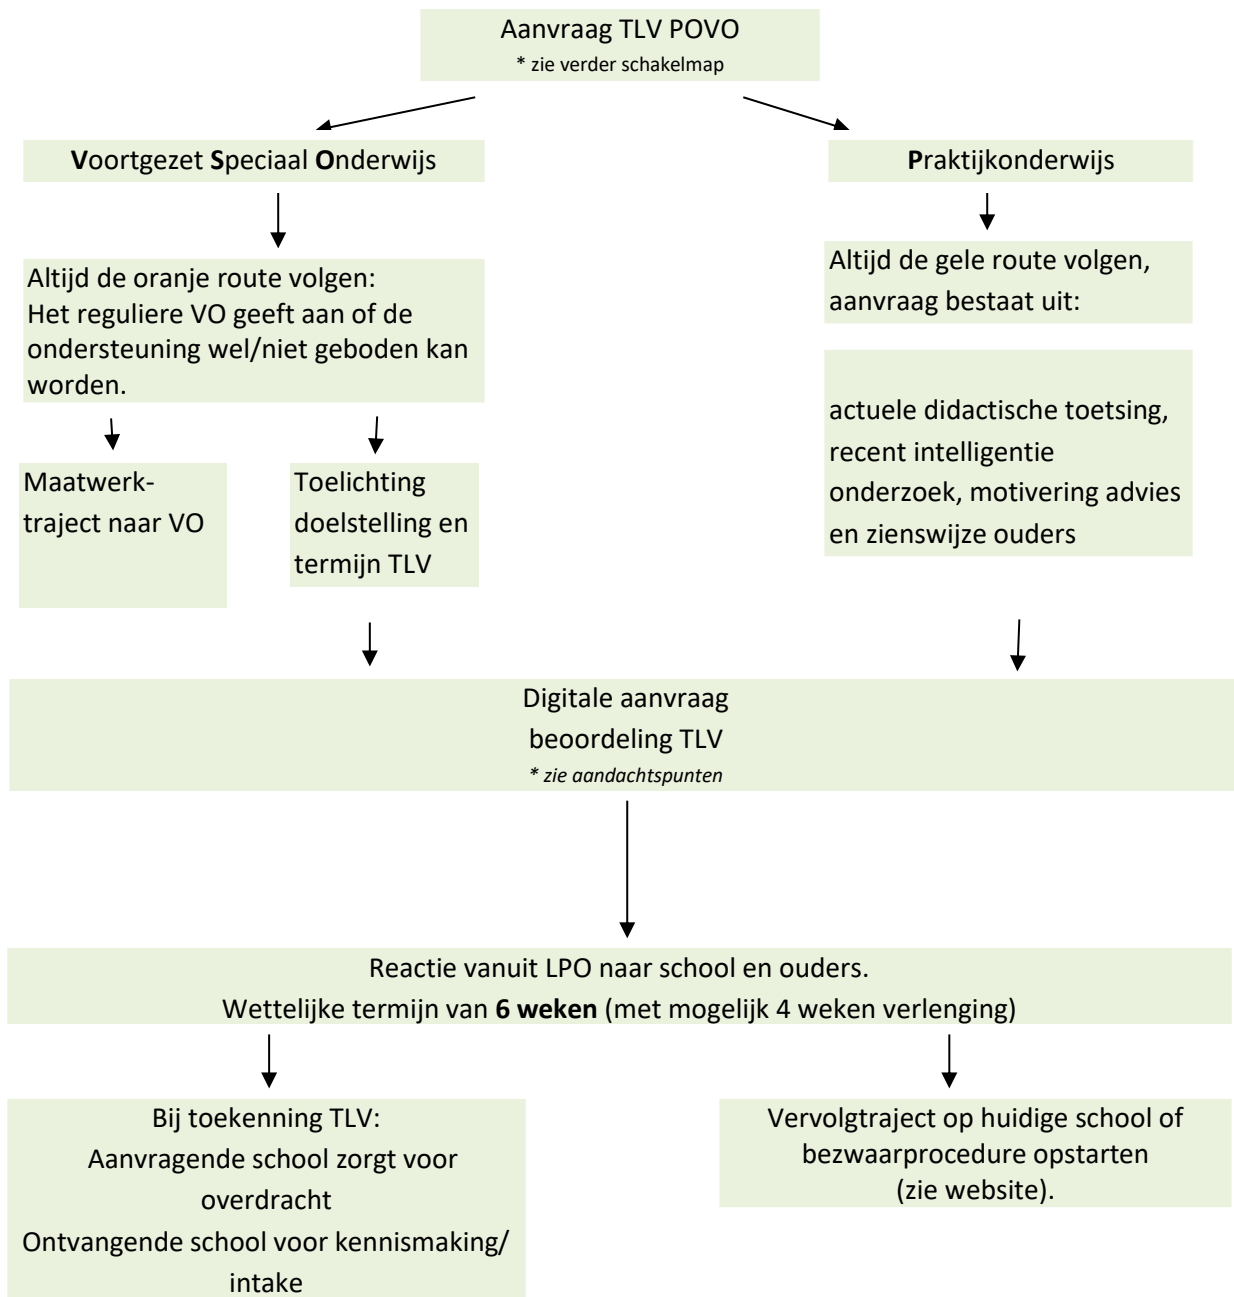 Aanvraag TLV POVO
* zie verder schakelmap
Voortgezet Speciaal Onderwijs
Praktijkonderwijs
Altijd de oranje route volgen:
Het reguliere VO geeft aan of de
ondersteuning wel/niet geboden kan
worden.
Altijd de gele route volgen,
aanvraag bestaat uit:
actuele didactische toetsing,
recent intelligentie
onderzoek, motivering advies
en zienswijze ouders
Maatwerk-
traject naar VO
Toelichting
doelstelling en
termijn TLV
Digitale aanvraag
beoordeling TLV
* zie aandachtspunten
Reactie vanuit LPO naar school en ouders.
Wettelijke termijn van 6 weken (met mogelijk 4 weken verlenging)
Bij toekenning TLV:
Aanvragende school zorgt voor
overdracht
Ontvangende school voor kennismaking/
intake
Vervolgtraject op huidige school of
bezwaarprocedure opstarten
(zie website).